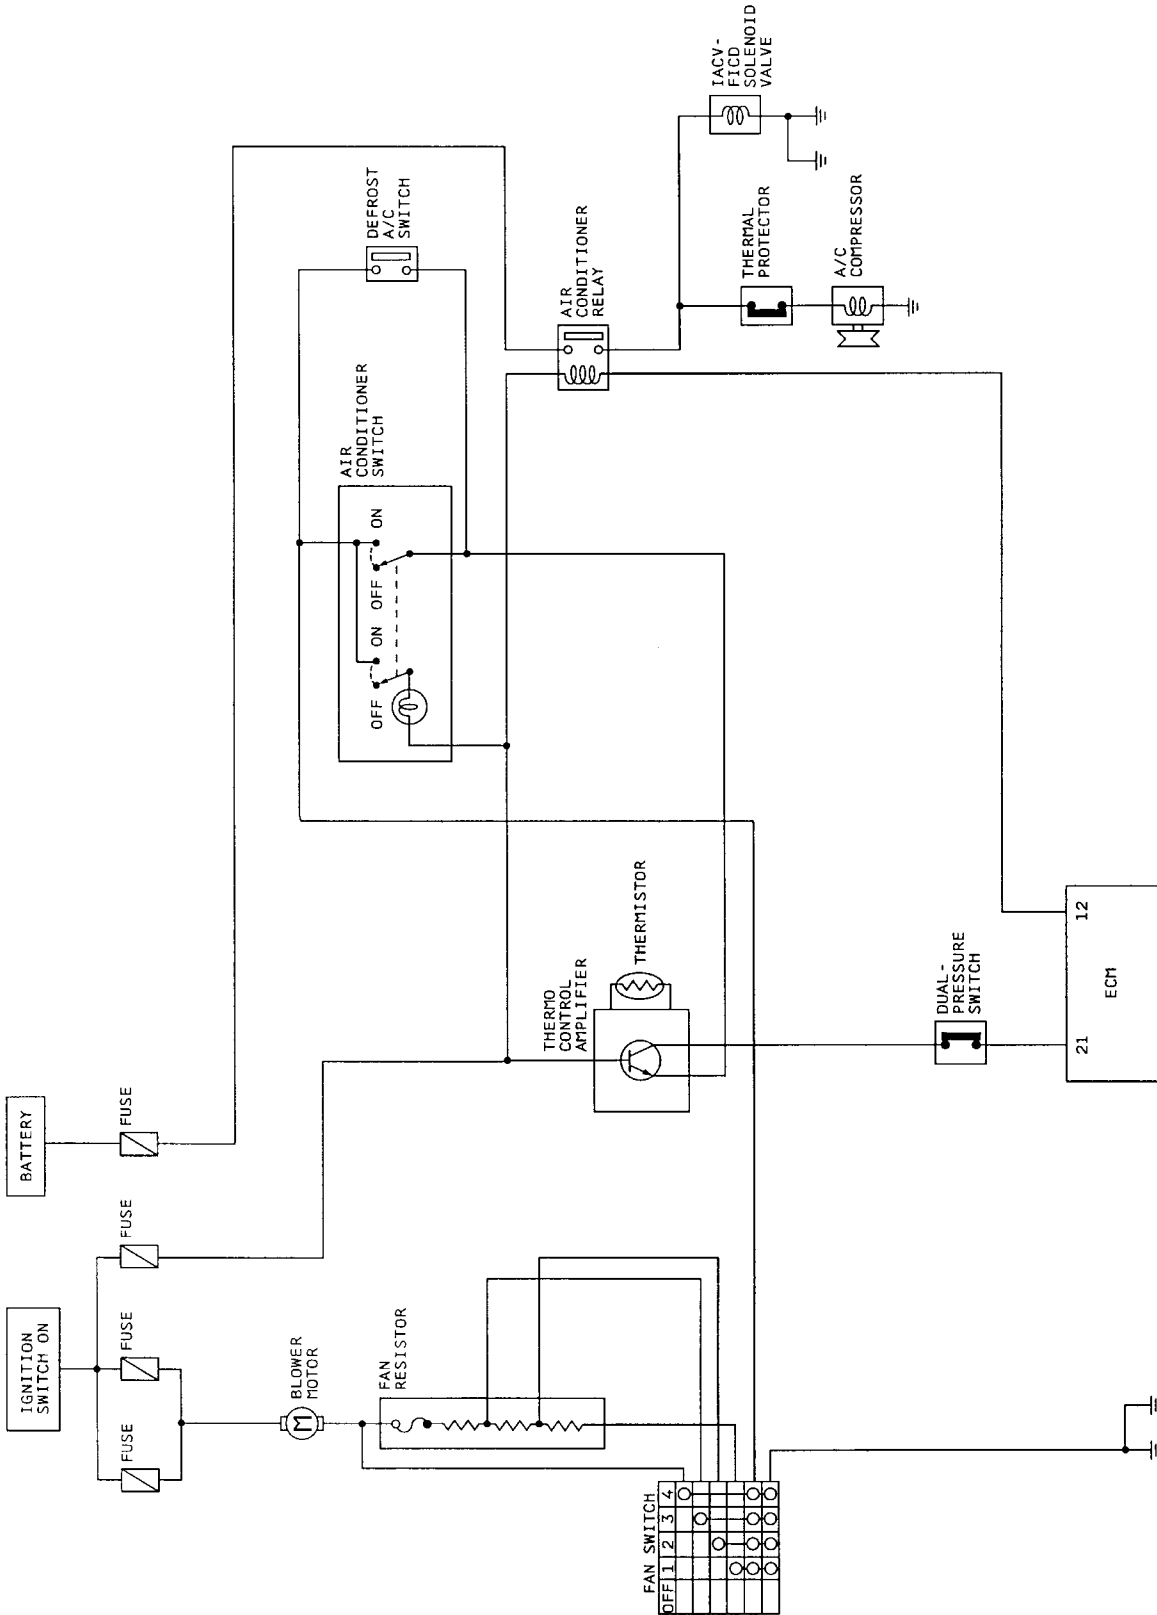 IGNITION
SWITCH ON
BATTERY
FUSE
FUSE
FUSE
FUSE
BLOWER
MOTOR
FAN
RESISTOR
FAN SWITCH
OFF 1 2 3 4
THERMO
CONTROL
AMPLIFIER
THERMISTOR
DUAL-
PRESSURE
SWITCH
21
12
ECM
AIR
CONDITIONER
SWITCH
OFF
ON
OFF
ON
DEFROST
A/C
SWITCH
AIR
CONDITIONER
RELAY
THERMAL
PROTECTOR
A/C
COMPRESSOR
IACV-
FICD
SOLENOID
VALVE
M